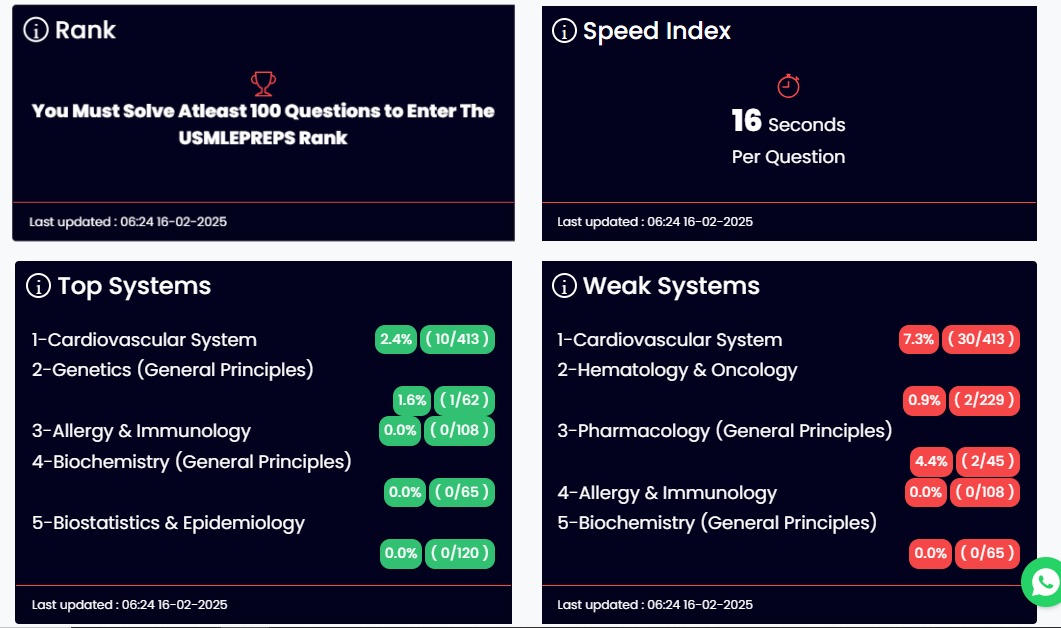 Rank
You Must Solve Atleast 100 Questions to Enter The
USMLEPREPS Rank
Last updated : 06:24 16-02-2025
Speed Index
16 Seconds
Per Question
Last updated : 06:24 16-02-2025
Top Systems
1-Cardiovascular System 2.4% ( 10/413 )
2-Genetics (General Principles)
1.6% ( 1/62 )
3-Allergy & Immunology 0.0% ( 0/108 )
4-Biochemistry (General Principles)
0.0% ( 0/65 )
5-Biostatistics & Epidemiology
0.0% ( 0/120 )
Last updated : 06:24 16-02-2025
Weak Systems
1-Cardiovascular System 7.3% ( 30/413 )
2-Hematology & Oncology
0.9% ( 2/229 )
3-Pharmacology (General Principles)
4.4% ( 2/45 )
4-Allergy & Immunology 0.0% ( 0/108 )
5-Biochemistry (General Principles)
0.0% ( 0/65 )
Last updated : 06:24 16-02-2025